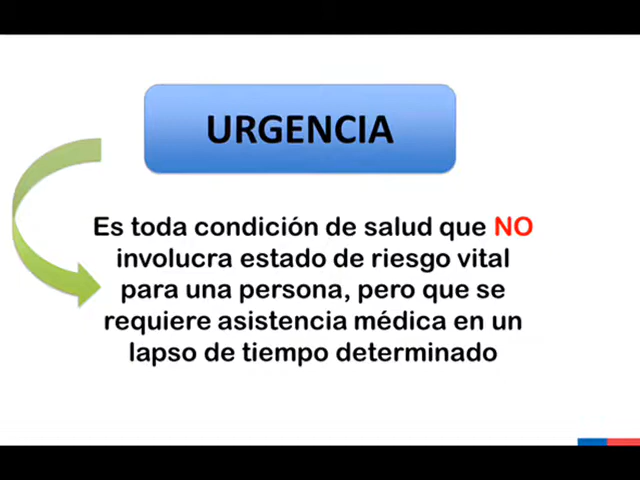 URGENCIA
Es toda condición de salud que NO
involucra estado de riesgo vital
para una persona, pero que se
requiere asistencia médica en un
lapso de tiempo determinado